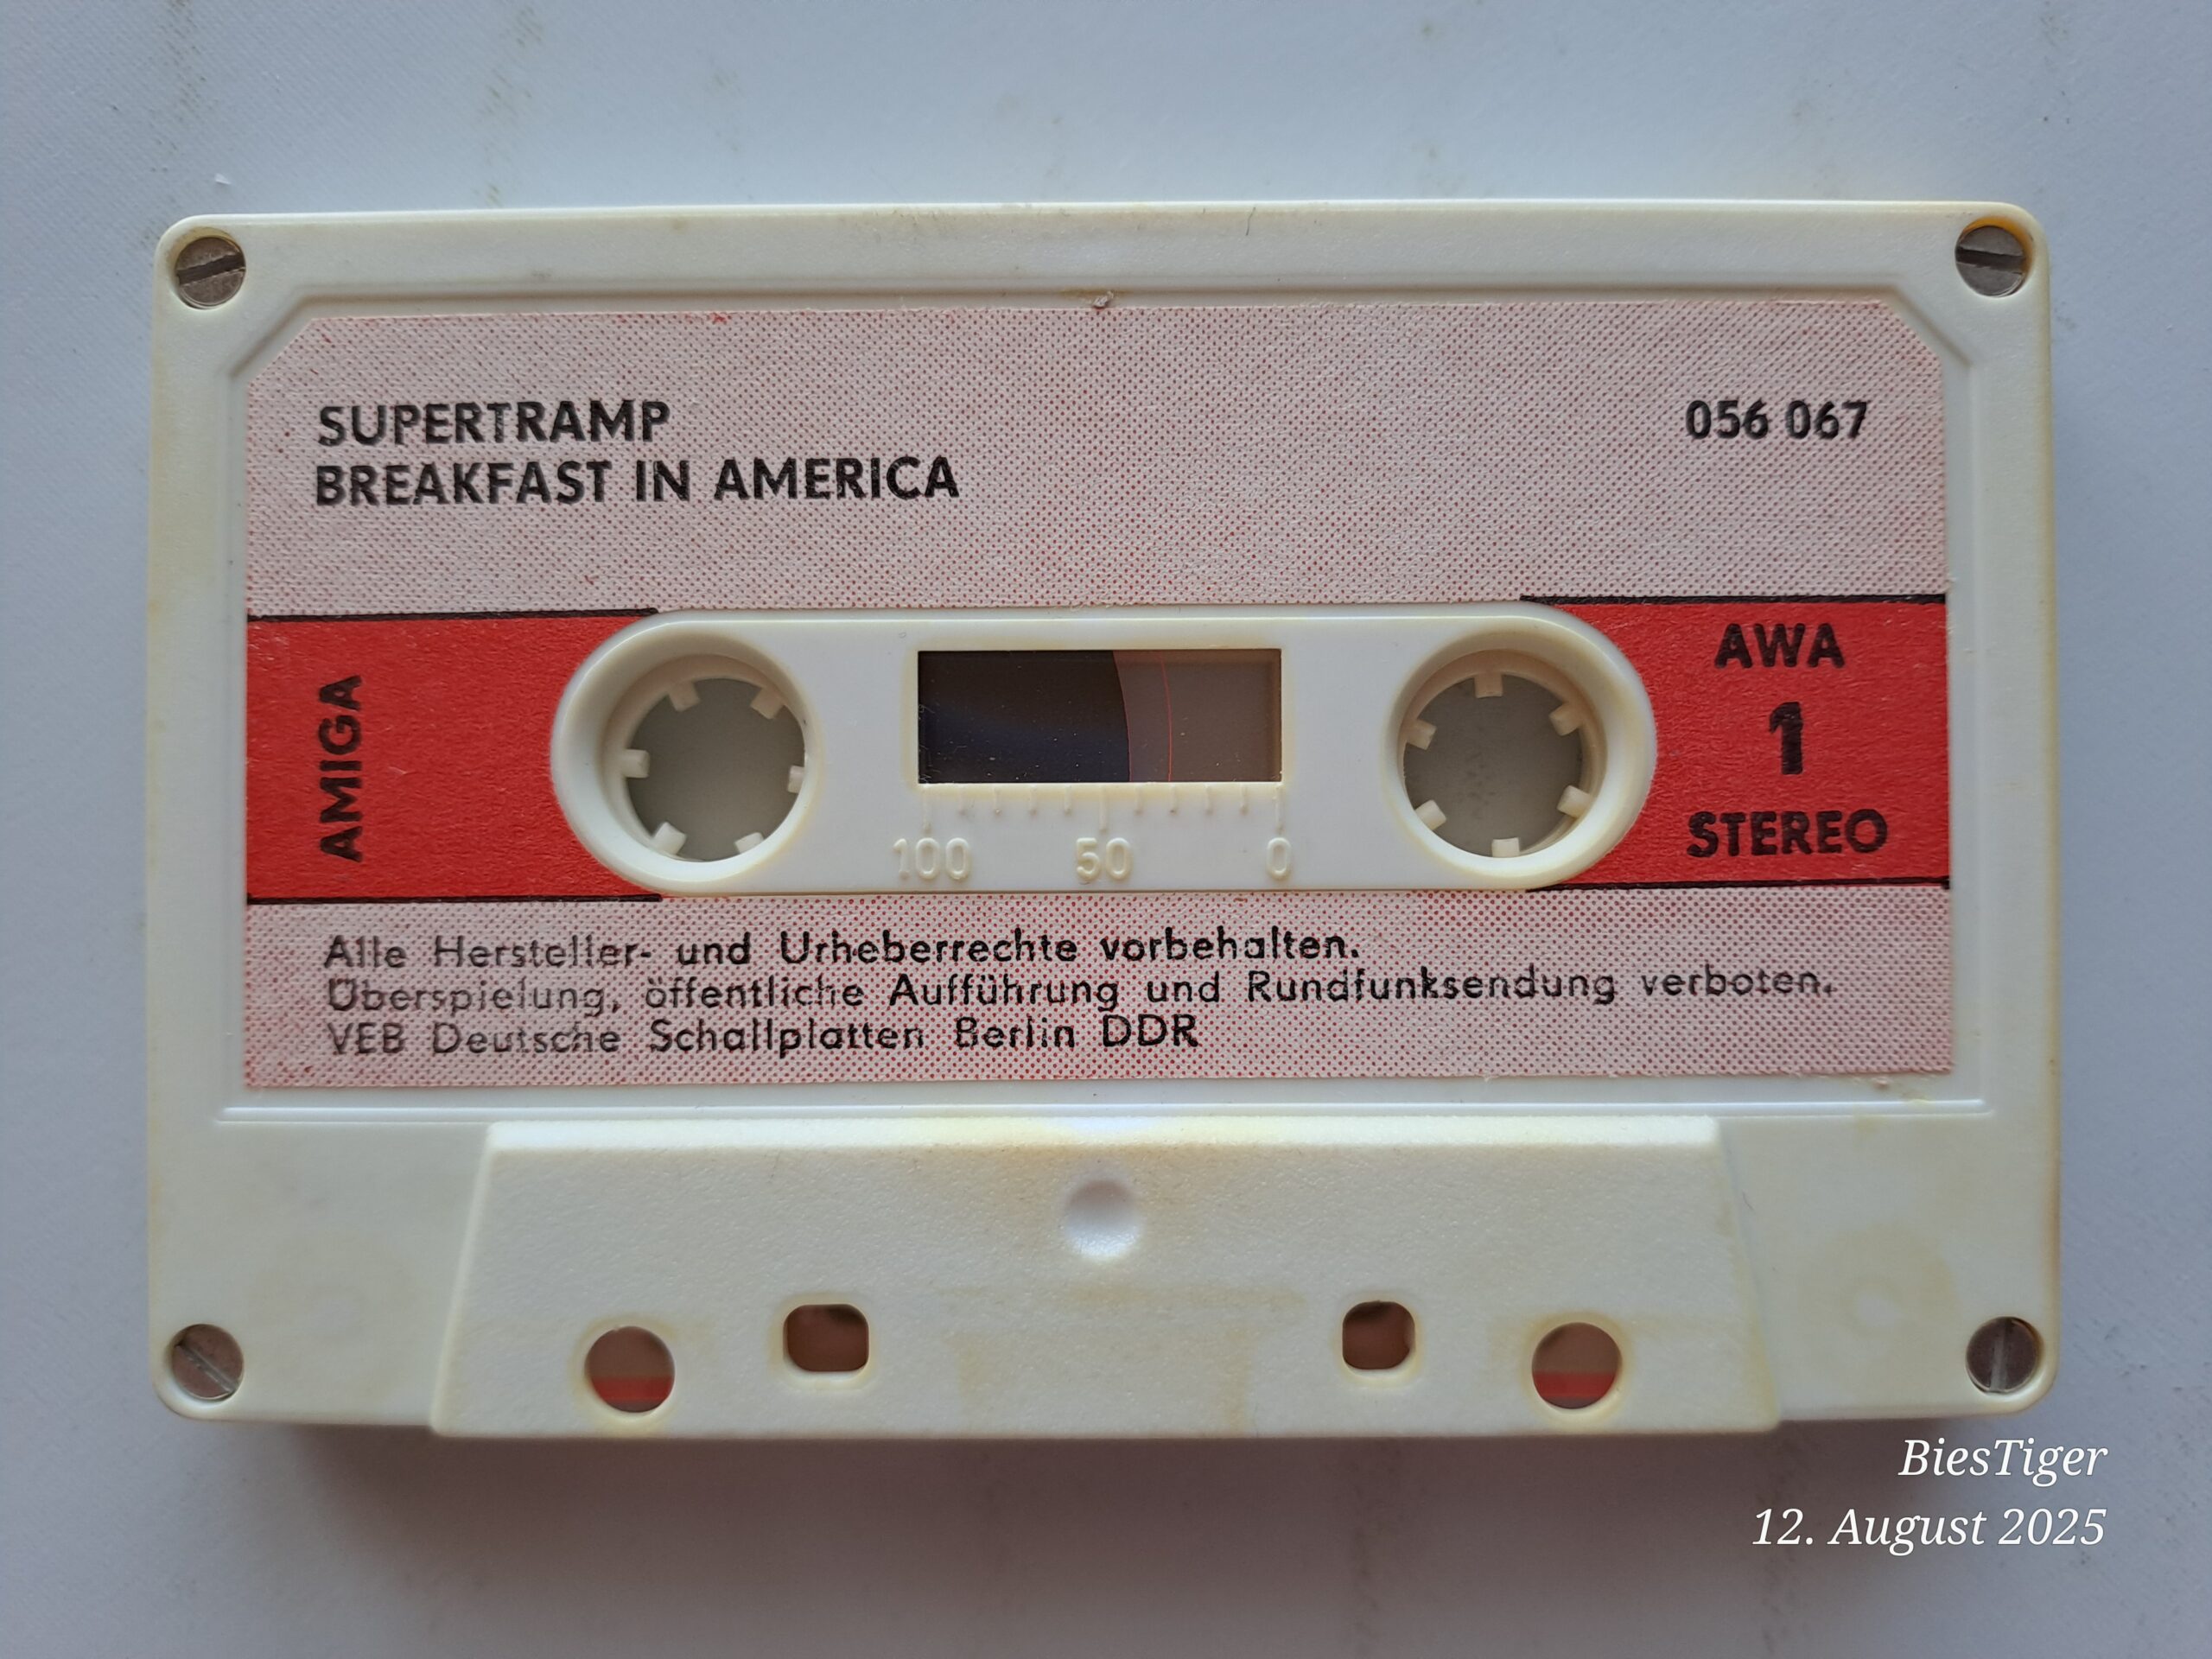 SUPERTRAMP
BREAKFAST IN AMERICA
056 067
AMIGA
AWA
1
STEREO
100 50 0
Alle Hersteller- und Urheberrechte vorbehalten.
Überspielung, öffentliche Aufführung und Rundfunksendung verboten.
VEB Deutsche Schallplatten Berlin DDR
BiesTiger
12. August 2025